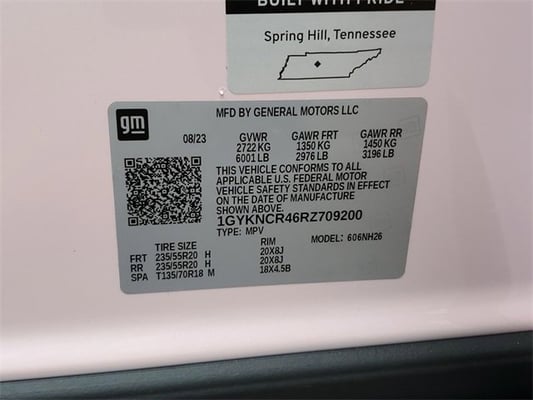 BUILT WITH PRIDE
Spring Hill, Tennessee
gm
MFD BY GENERAL MOTORS LLC
08/23 GVWR GAWR FRT GAWR RR
2722 KG 1350 KG 1450 KG
6001 LB 2976 LB 3196 LB
THIS VEHICLE CONFORMS TO ALL
APPLICABLE U.S. FEDERAL MOTOR
VEHICLE SAFETY STANDARDS IN EFFECT
ON THE DATE OF MANUFACTURE
SHOWN ABOVE.
1GYKNCR46RZ709200
TYPE: MPV MODEL: 606NH26
TIRE SIZE RIM
FRT 235/55R20 H 20X8J
RR 235/55R20 H 20X8J
SPA T135/70R18 M 18X4.5B